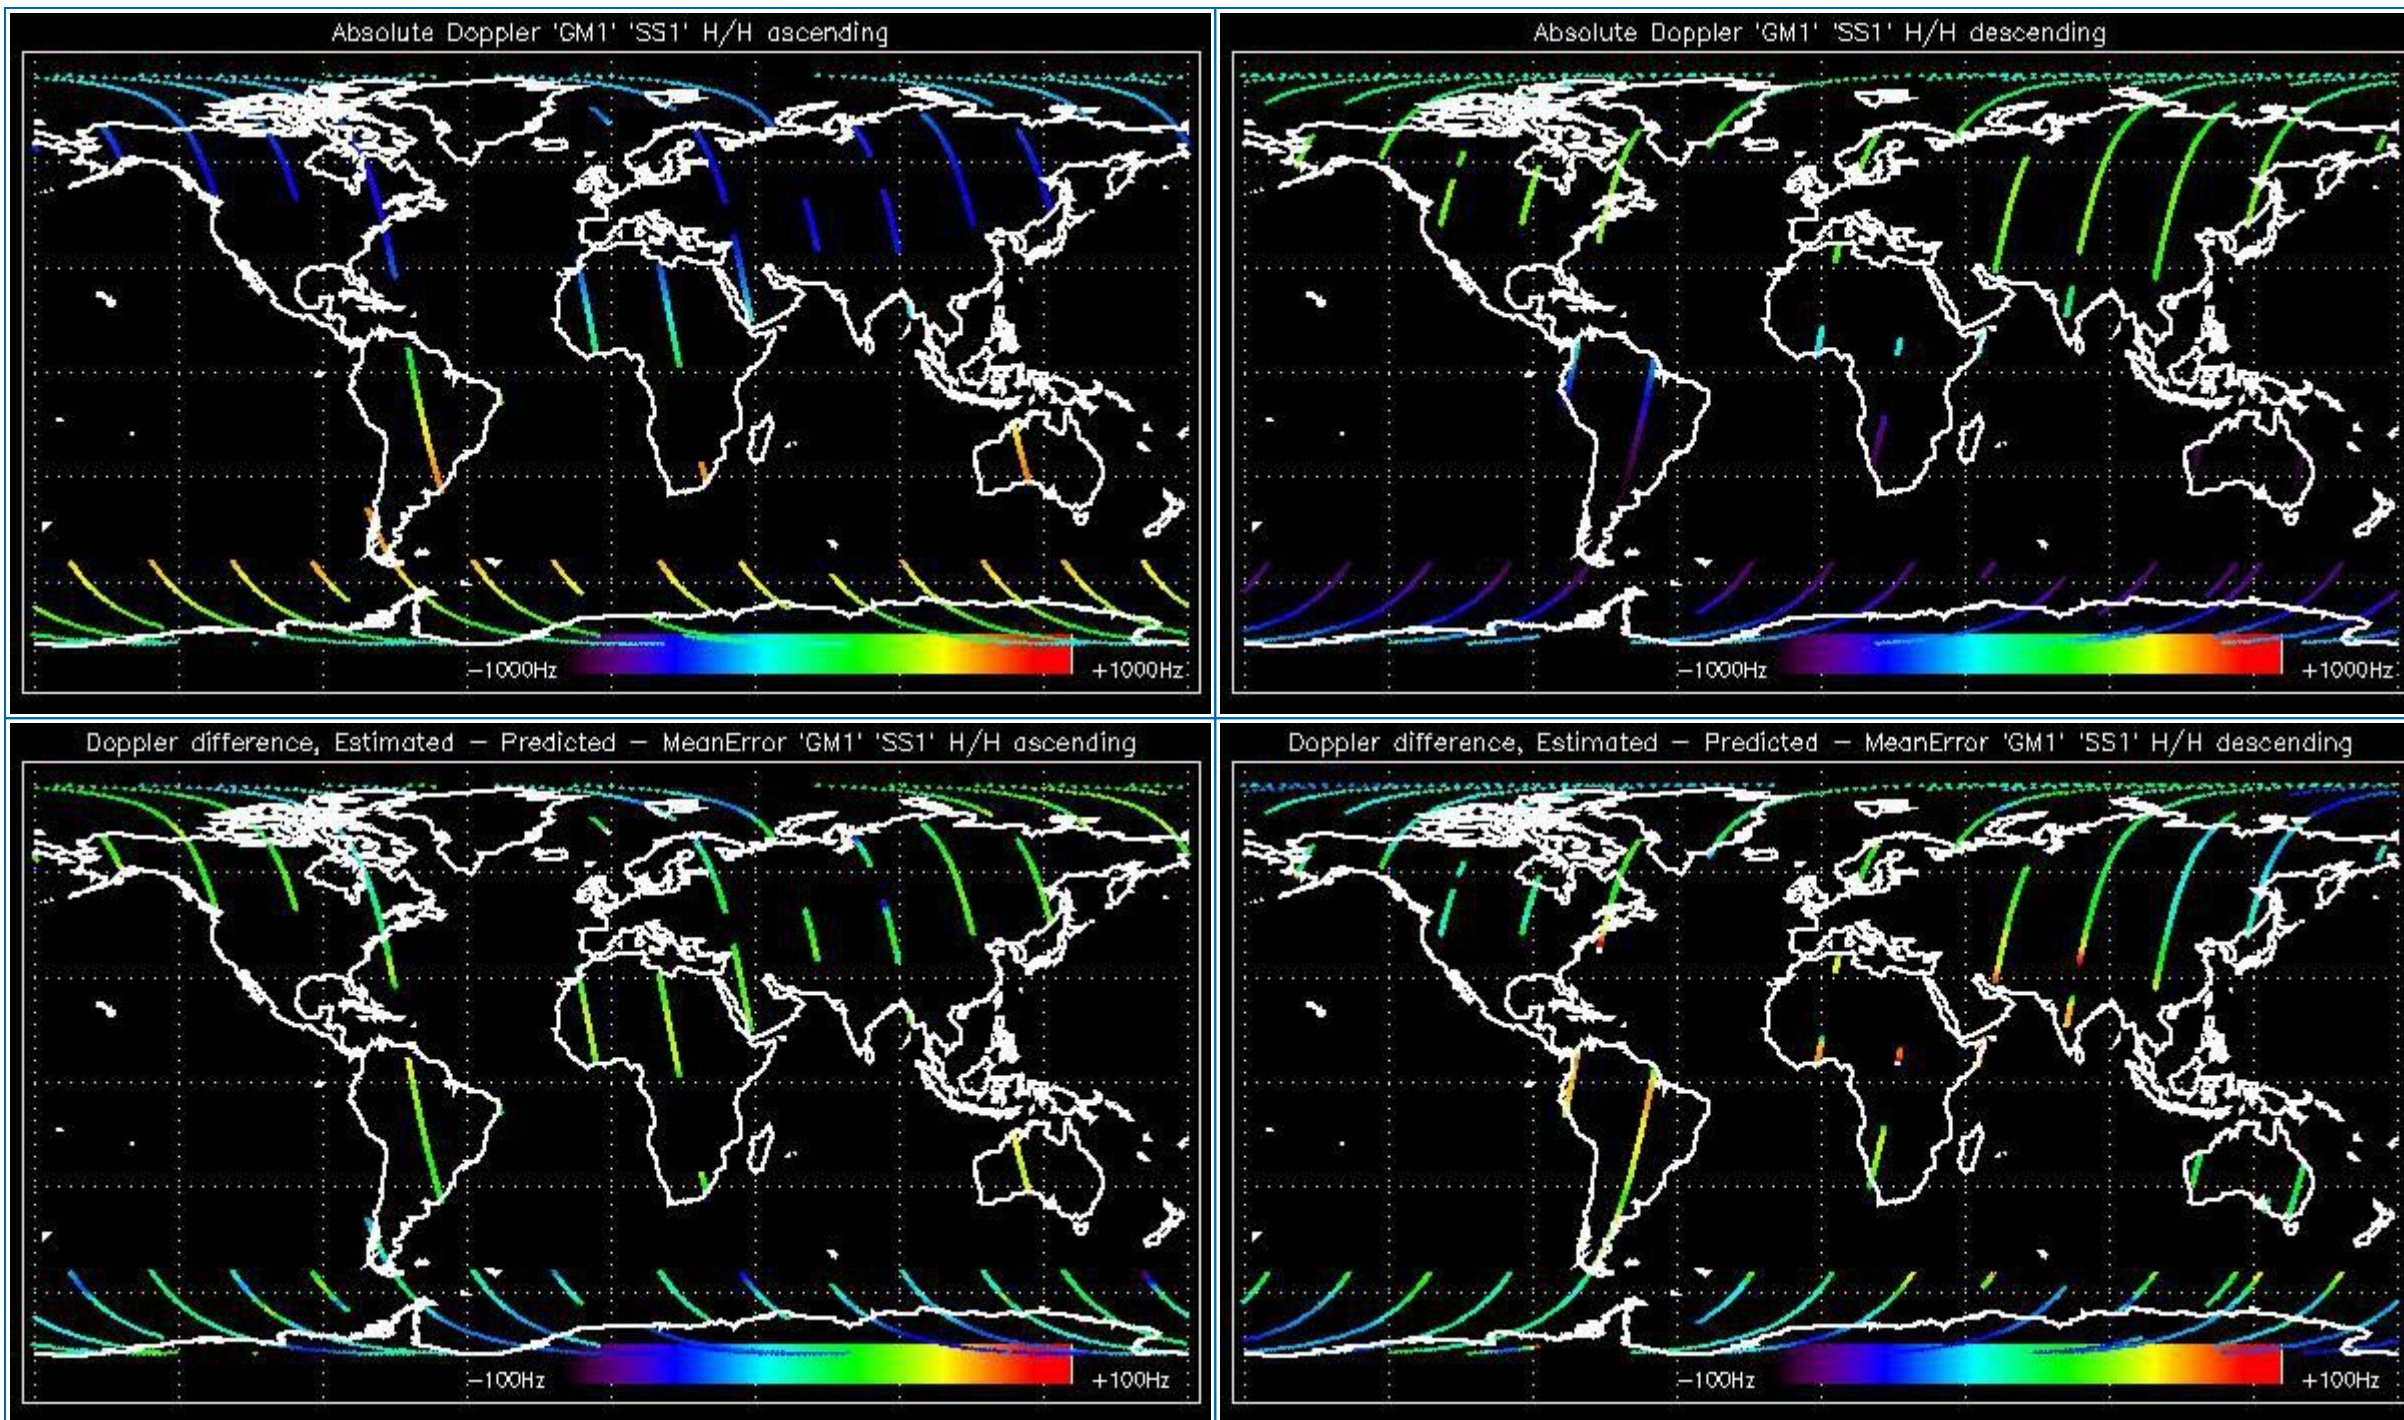 Absolute Doppler 'GM1' 'SS1' H/H ascending
−1000Hz +1000Hz
Absolute Doppler 'GM1' 'SS1' H/H descending
−1000Hz +1000Hz
Doppler difference, Estimated − Predicted − MeanError 'GM1' 'SS1' H/H ascending
−100Hz +100Hz
Doppler difference, Estimated − Predicted − MeanError 'GM1' 'SS1' H/H descending
−100Hz +100Hz